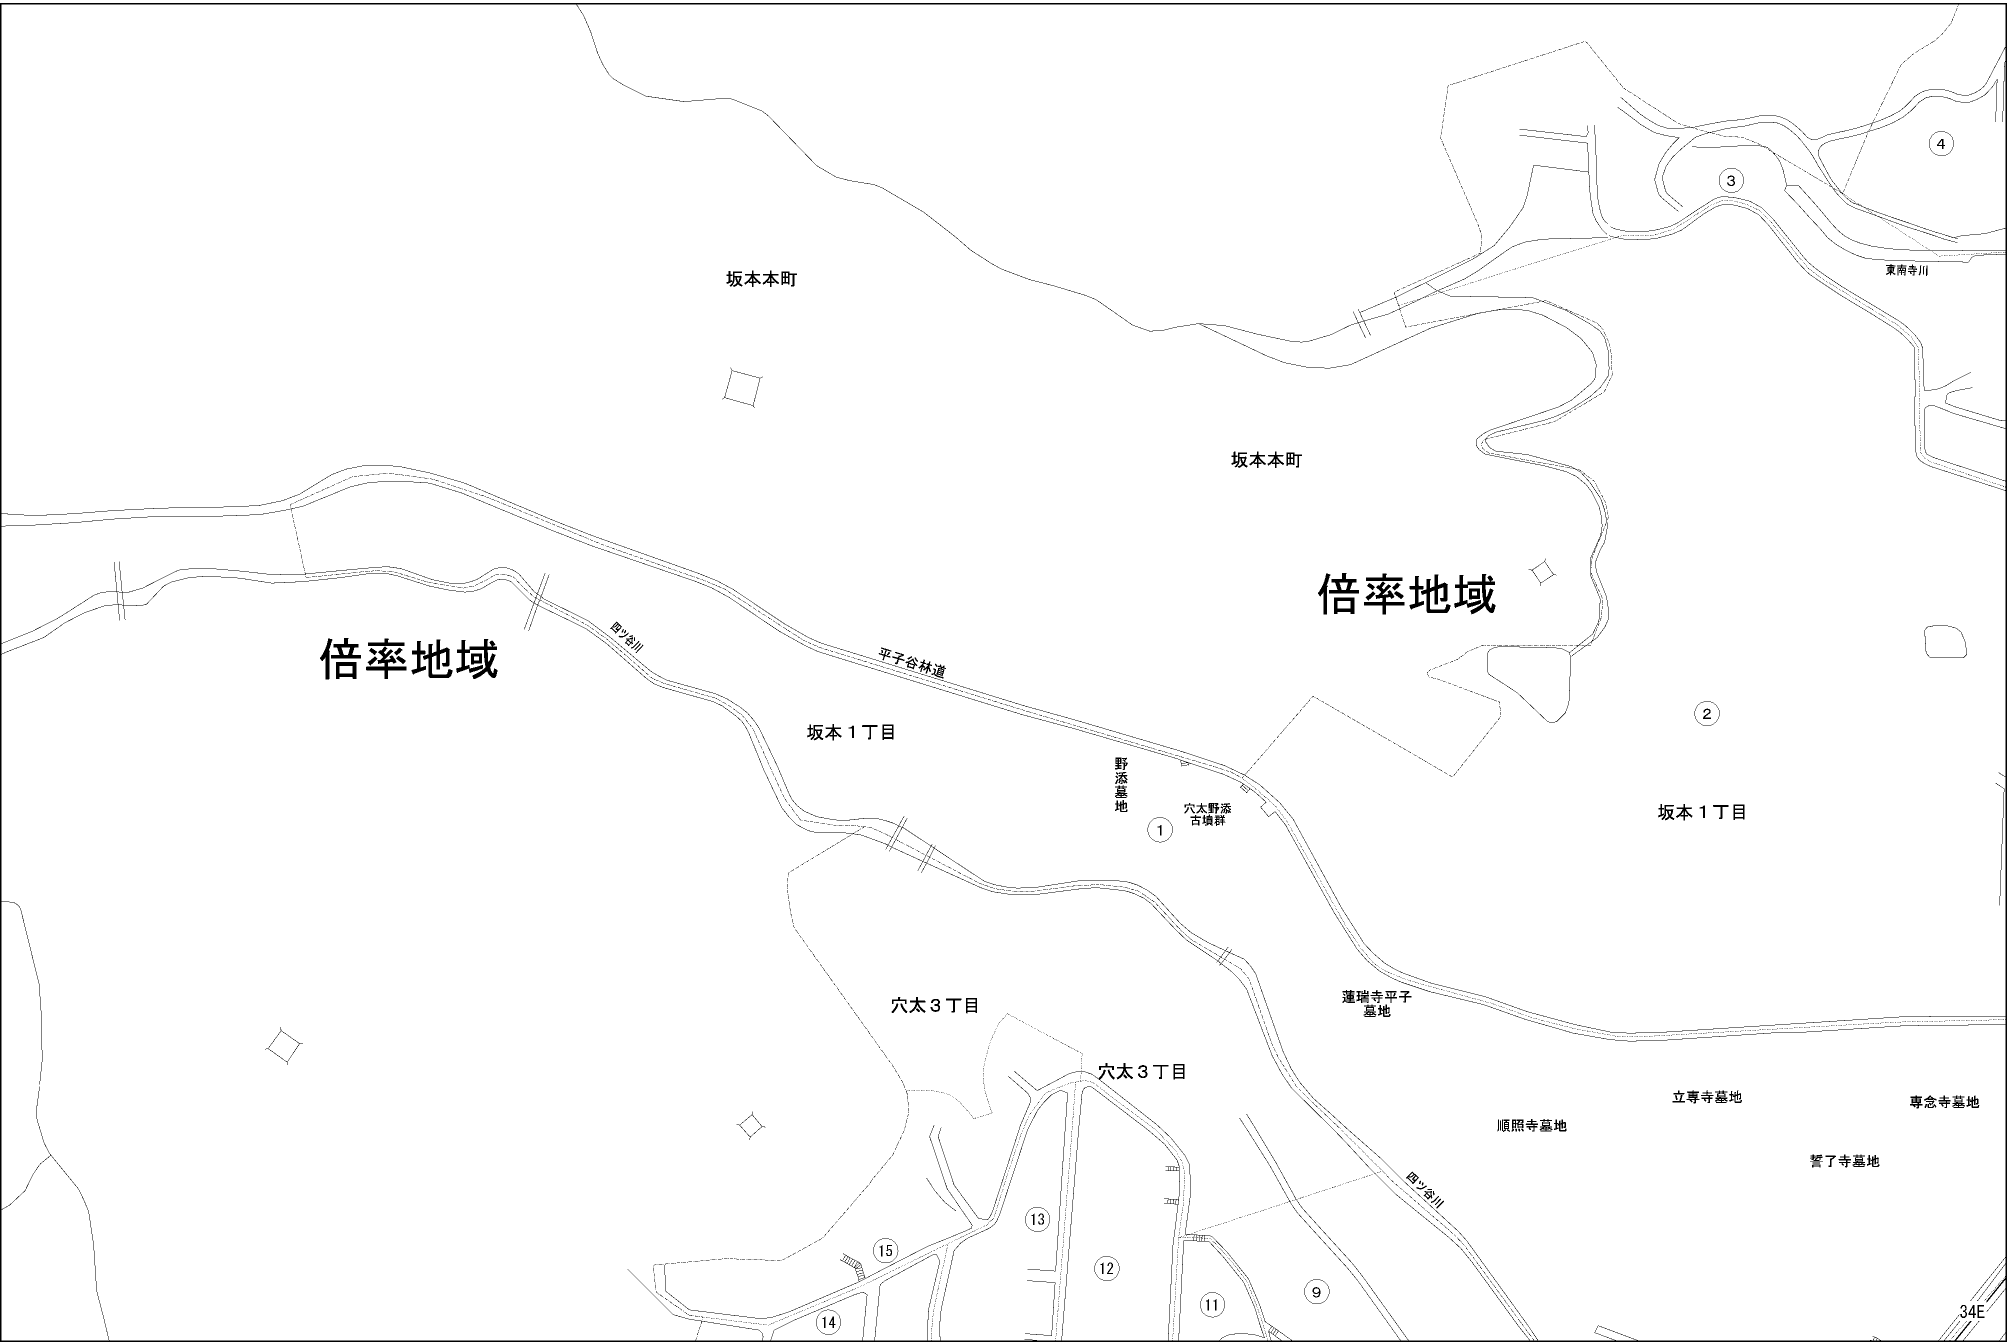 4
3
東南寺川
坂本本町
坂本本町
倍率地域
四ツ谷川
倍率地域
平子谷林道
2
坂本1丁目
野添墓地
穴太野添
古墳群
1
坂本1丁目
穴太3丁目
蓮瑞寺平子
墓地
穴太3丁目
立専寺墓地
専念寺墓地
順照寺墓地
誓了寺墓地
四ツ谷川
13
15
12
9
11
14
34E